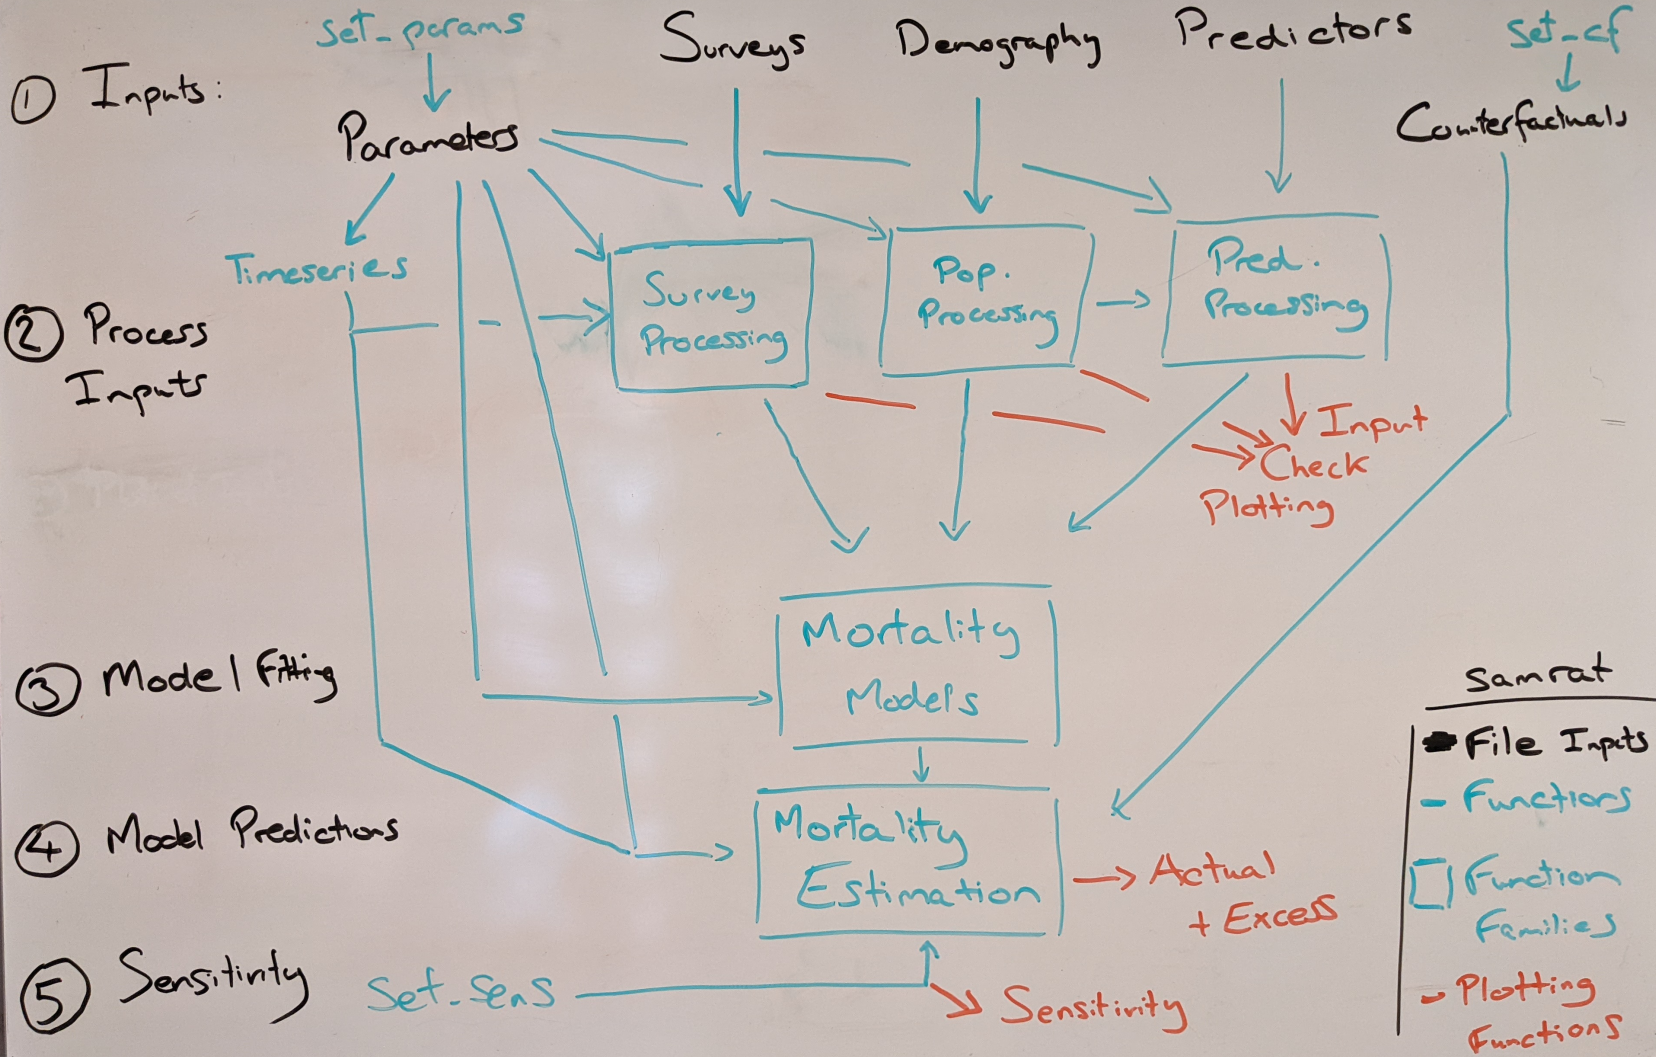 set_params
Surveys
Demography
Predictors
set_cf
① Inputs:
Parameters
Counterfactuals
Timeseries
② Process
Inputs
Survey
Processing
Pop.
Processing
Pred.
Processing
Input
Check
Plotting
③ Model Fitting
Mortality
Models
④ Model Predictions
Mortality
Estimation
Actual
+ Excess
⑤ Sensitivity
Set_Sens
Sensitivity
samrat
File Inputs
Functions
Function
Families
Plotting
Functions